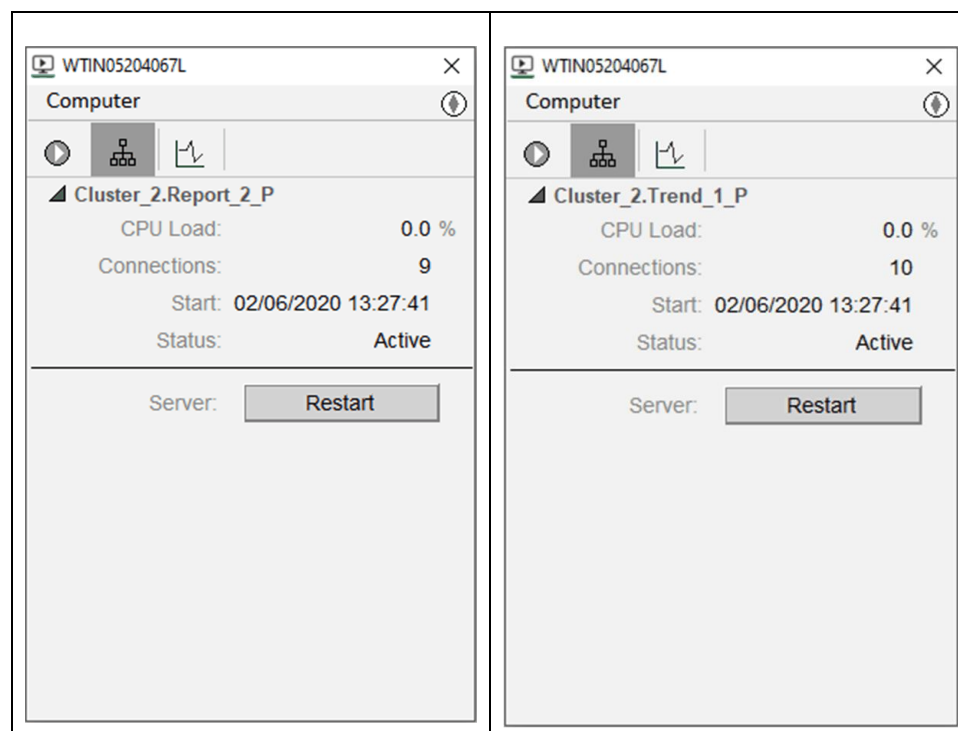 WTIN05204067L
Computer
Cluster_2.Report_2_P
CPU Load: 0.0 %
Connections: 9
Start: 02/06/2020 13:27:41
Status: Active
Server: Restart
WTIN05204067L
Computer
Cluster_2.Trend_1_P
CPU Load: 0.0 %
Connections: 10
Start: 02/06/2020 13:27:41
Status: Active
Server: Restart